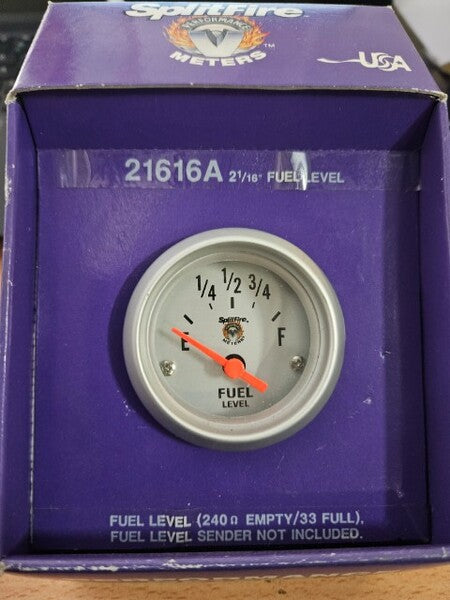 SplitFire
PERFORMANCE
METERS™
USA
21616A 2 1/16" FUEL LEVEL
1/4 1/2 3/4
SplitFire
METERS
E F
FUEL
LEVEL
FUEL LEVEL (240 Ω EMPTY/33 FULL),
FUEL LEVEL SENDER NOT INCLUDED.